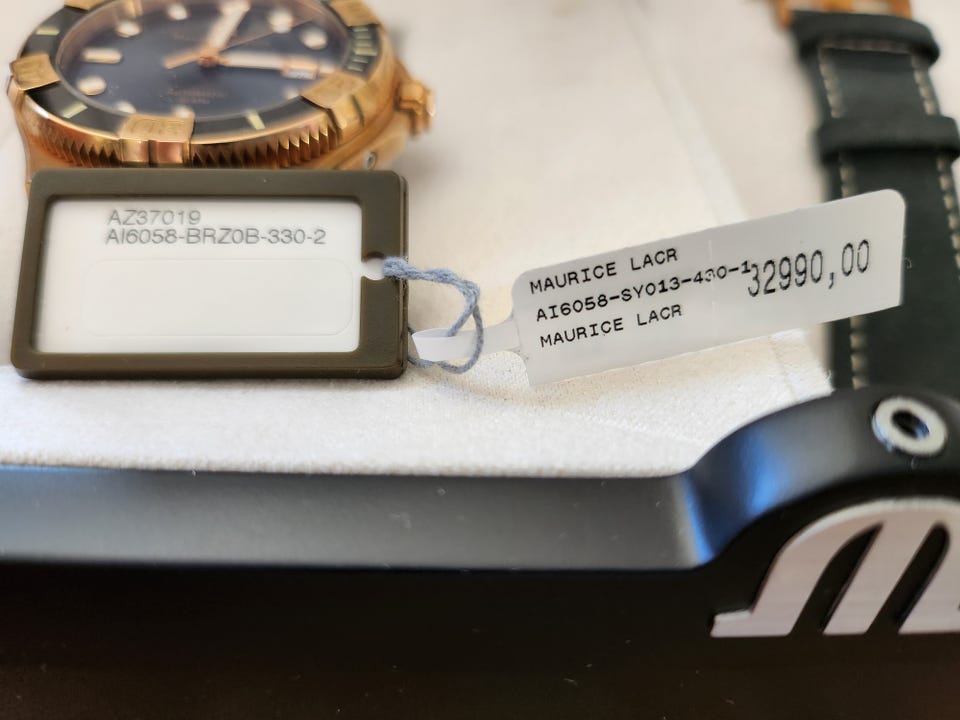 AZ37019
AI6058-BRZ0B-330-2
MAURICE LACR
AI6058-SY013-430-1
32990,00
MAURICE LACR